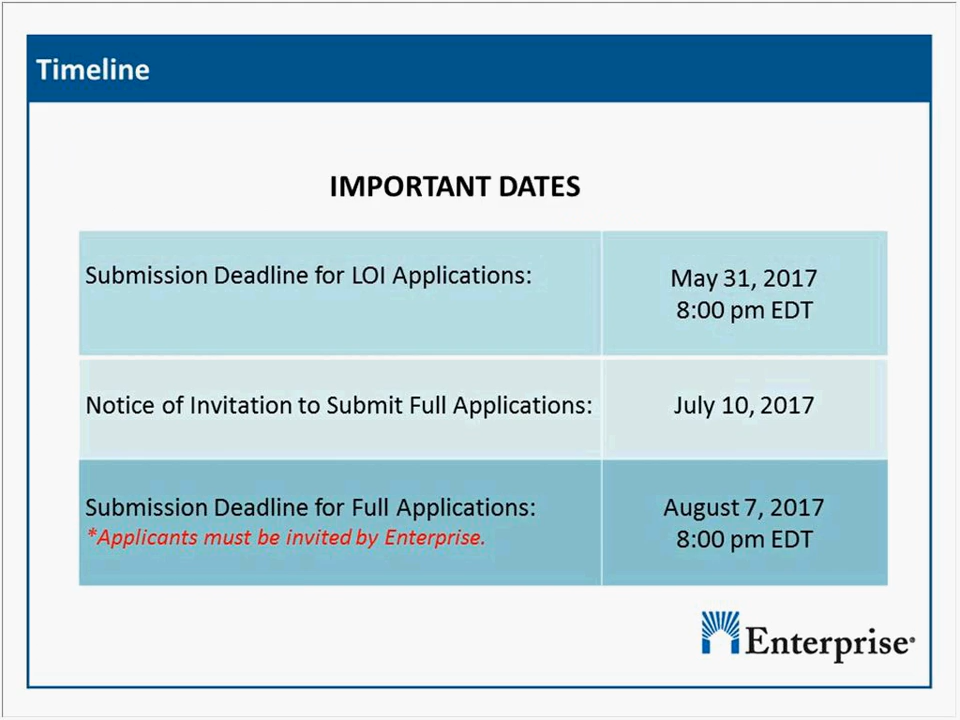 Timeline
IMPORTANT DATES
Submission Deadline for LOI Applications:
May 31, 2017
8:00 pm EDT
Notice of Invitation to Submit Full Applications:
July 10, 2017
Submission Deadline for Full Applications:
*Applicants must be invited by Enterprise.
August 7, 2017
8:00 pm EDT
Enterprise®